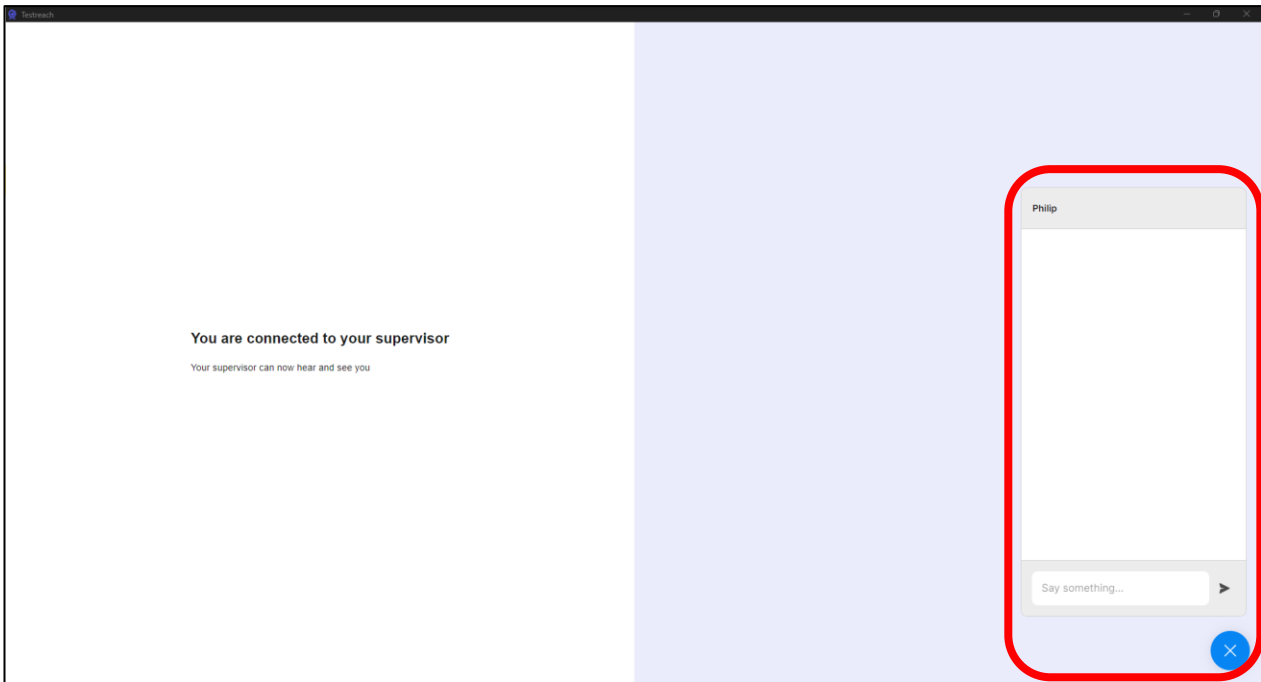 Testreach
You are connected to your supervisor
Your supervisor can now hear and see you
Philip
Say something...